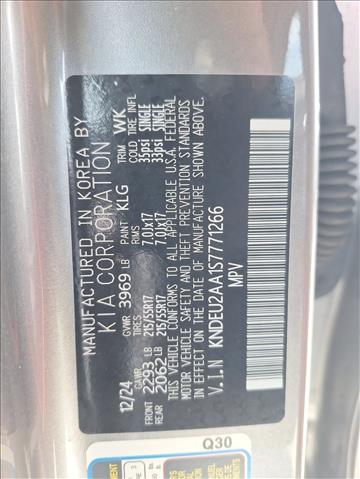 MANUFACTURED IN KOREA BY
KIA CORPORATION
12/24 GVWR 3969 LB PAINT KLG TRIM WK
TIRES COLD TIRE INFL
FRONT 2293 LB 215/55R17 7.0Jx17 35psi SINGLE
REAR 2062 LB 215/55R17 7.0Jx17 33psi SINGLE
THIS VEHICLE CONFORMS TO ALL APPLICABLE U.S.A. FEDERAL
MOTOR VEHICLE SAFETY AND THEFT PREVENTION STANDARDS
IN EFFECT ON THE DATE OF MANUFACTURE SHOWN ABOVE.
V.I.N KNDEU2AA1S7771266
MPV
Q30